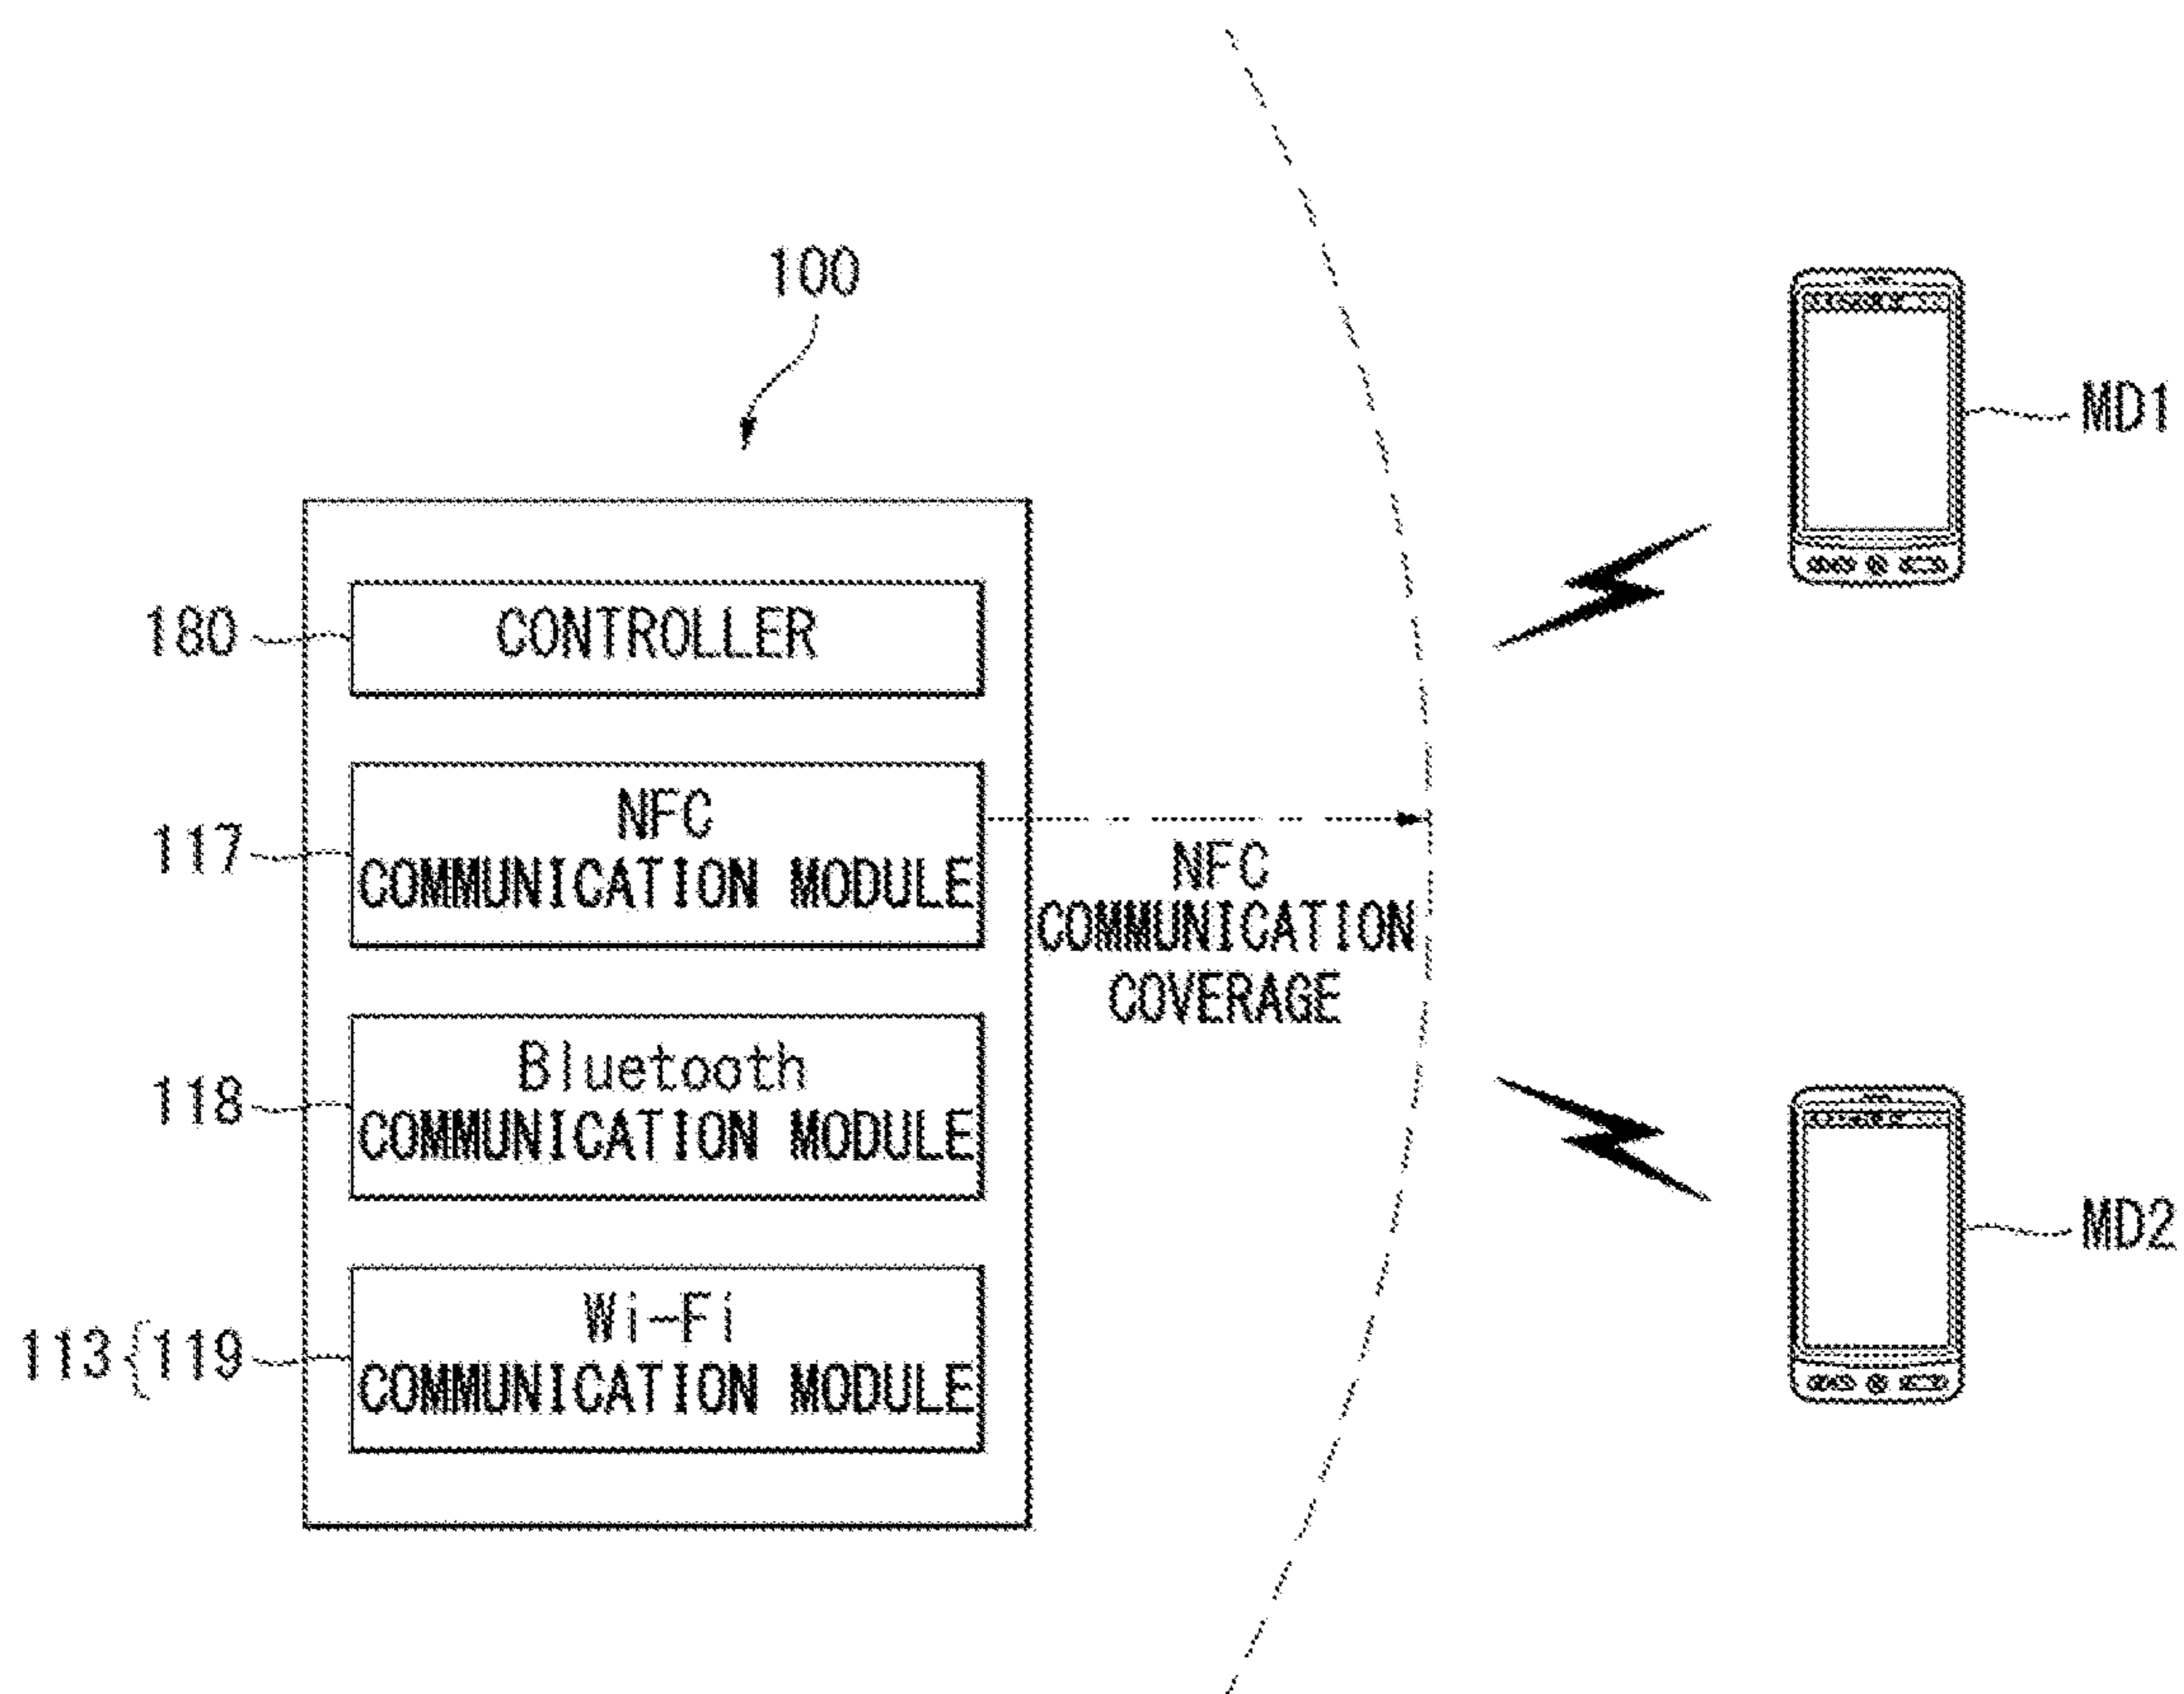 100
MD1
180
CONTROLLER
117
NFC
COMMUNICATION MODULE
NFC
COMMUNICATION
COVERAGE
118
Bluetooth
COMMUNICATION MODULE
MD2
113{119
Wi-Fi
COMMUNICATION MODULE